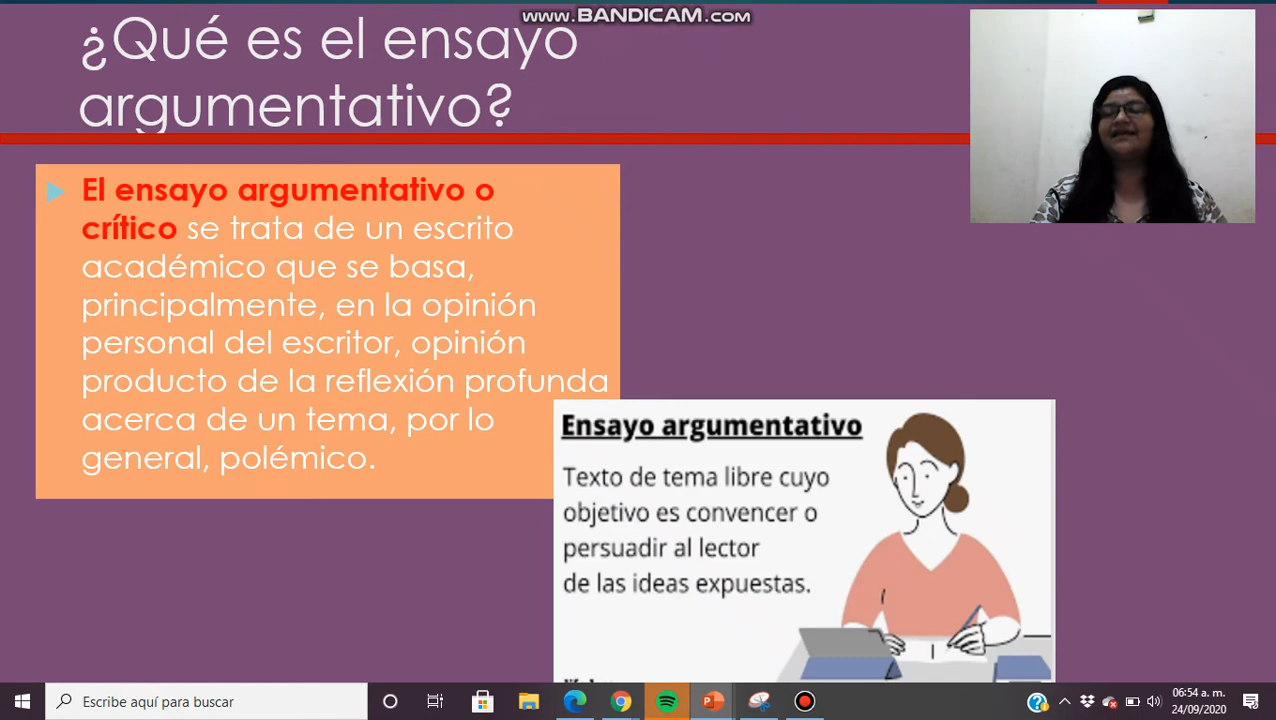 www.BANDICAM.com
¿Qué es el ensayo
argumentativo?
El ensayo argumentativo o
crítico se trata de un escrito
académico que se basa,
principalmente, en la opinión
personal del escritor, opinión
producto de la reflexión profunda
acerca de un tema, por lo
general, polémico.
Ensayo argumentativo
Texto de tema libre cuyo
objetivo es convencer o
persuadir al lector
de las ideas expuestas.
Escribe aquí para buscar
06:54 a. m.
24/09/2020